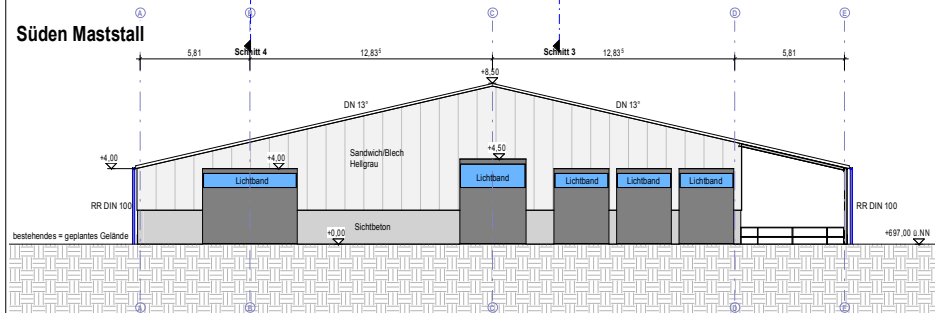 A B C D E
Süden Maststall
5,81 Schnitt 4 12,83⁵ Schnitt 3 12,83⁵ 5,81
+8,50
DN 13° DN 13°
+4,00 +4,00 Sandwich/Blech +4,50
Hellgrau
Lichtband Lichtband Lichtband Lichtband Lichtband
RR DIN 100 RR DIN 100
Sichtbeton
bestehendes = geplantes Gelände +0,00 +697,00 ü.NN
A B C D E